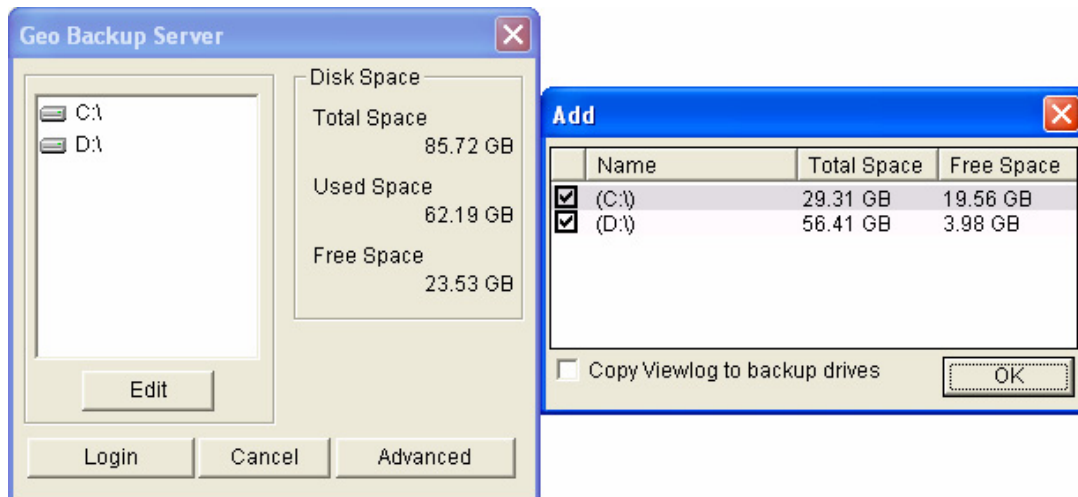 Geo Backup Server
C:\
D:\
Edit
Disk Space
Total Space
85.72 GB
Used Space
62.19 GB
Free Space
23.53 GB
Login Cancel Advanced
Add
Name Total Space Free Space
(C:\) 29.31 GB 19.56 GB
(D:\) 56.41 GB 3.98 GB
Copy Viewlog to backup drives
OK